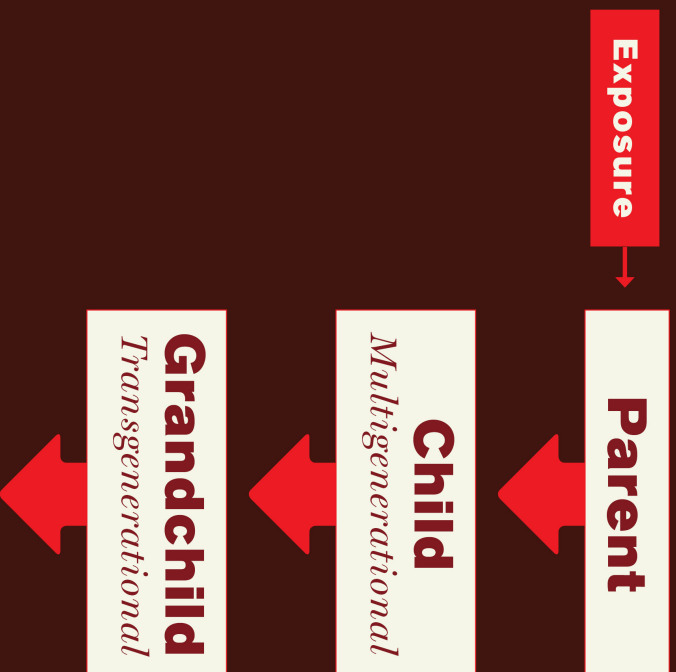 Exposure
Parent
Child
Multigenerational
Grandchild
Transgenerational